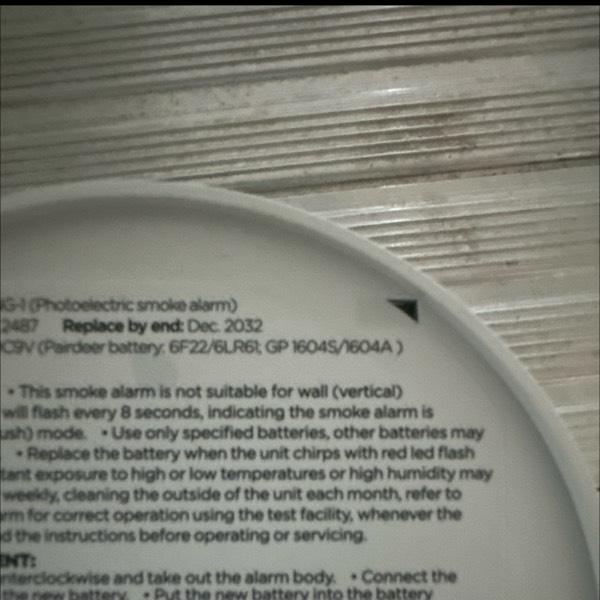 G-1 (Photoelectric smoke alarm)
2487 Replace by end: Dec. 2032
C9V (Pairdeer battery: 6F22/6LR61; GP 1604S/1604A )
• This smoke alarm is not suitable for wall (vertical)
will flash every 8 seconds, indicating the smoke alarm is
ush) mode. • Use only specified batteries, other batteries may
• Replace the battery when the unit chirps with red led flash
tant exposure to high or low temperatures or high humidity may
weekly, cleaning the outside of the unit each month, refer to
rm for correct operation using the test facility, whenever the
d the instructions before operating or servicing.
ENT:
nterclockwise and take out the alarm body. • Connect the
the new battery. • Put the new battery into the battery